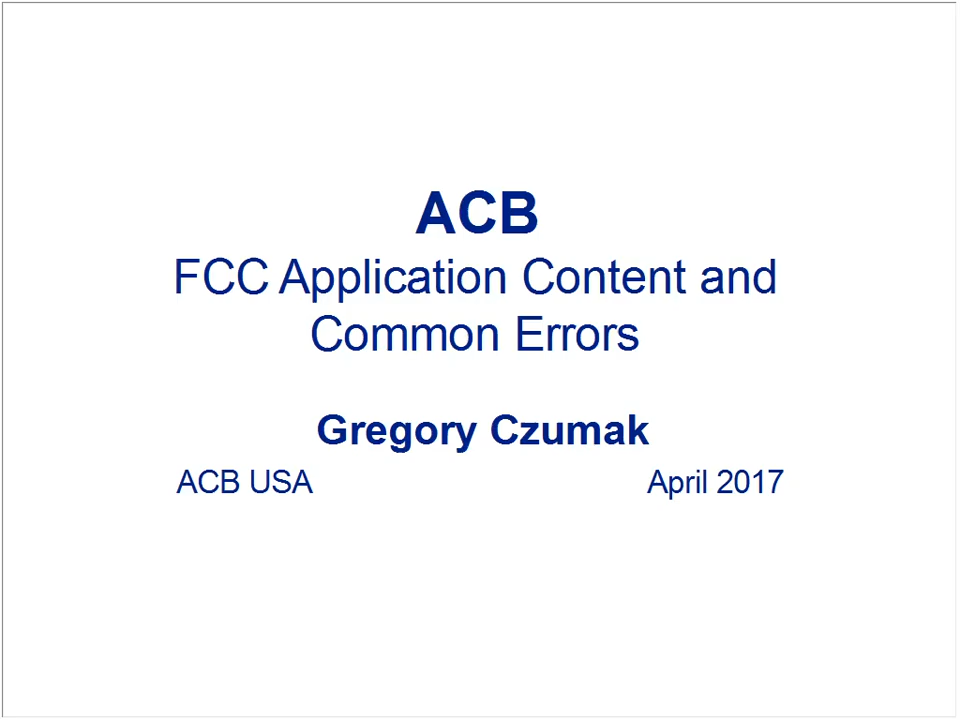 ACB
FCC Application Content and
Common Errors
Gregory Czumak
ACB USA April 2017